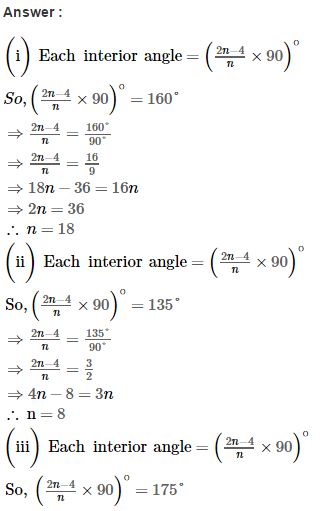 Answer :
(i) Each interior angle = ((2n−4)/n × 90)°
So, ((2n−4)/n × 90)° = 160°
⇒ (2n−4)/n = 160°/90°
⇒ (2n−4)/n = 16/9
⇒ 18n − 36 = 16n
⇒ 2n = 36
∴ n = 18
(ii) Each interior angle = ((2n−4)/n × 90)°
So, ((2n−4)/n × 90)° = 135°
⇒ (2n−4)/n = 135°/90°
⇒ (2n−4)/n = 3/2
⇒ 4n − 8 = 3n
∴ n = 8
(iii) Each interior angle = ((2n−4)/n × 90)°
So, ((2n−4)/n × 90)° = 175°